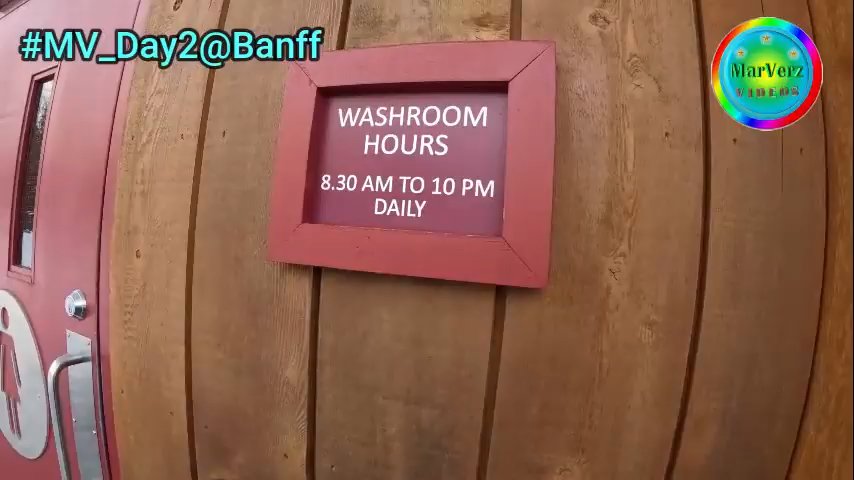 #MV_Day2@Banff
MarVerz
VIDEOS
WASHROOM
HOURS
8.30 AM TO 10 PM
DAILY